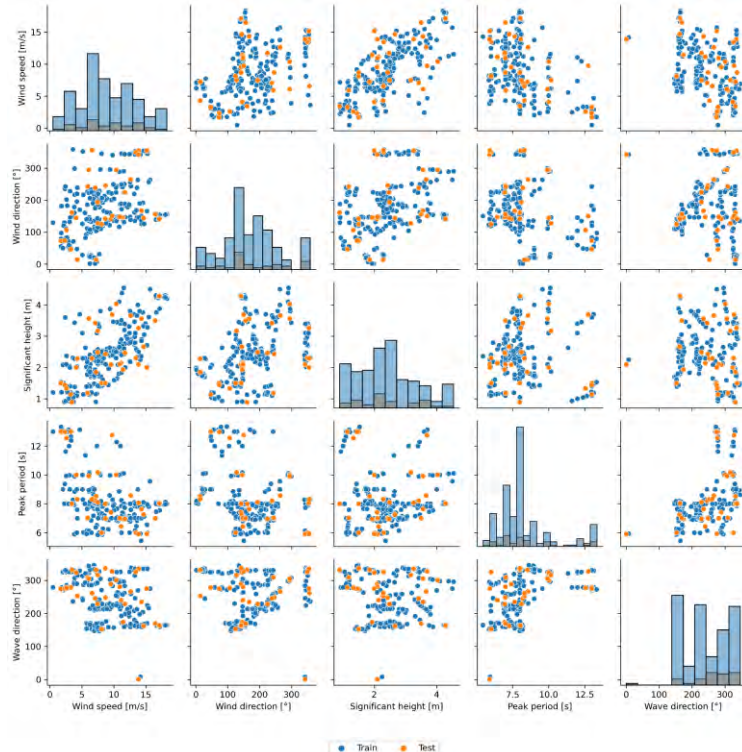 Wind speed [m/s]
15
10
5
0
Wind direction [°]
300
200
100
0
Significant height [m]
4
3
2
1
Peak period [s]
12
10
8
6
Wave direction [°]
300
200
100
0
0 5 10 15
0 100 200 300
2 4
7.5 10.0 12.5
0 100 200 300
Wind speed [m/s] Wind direction [°] Significant height [m] Peak period [s] Wave direction [°]
Train Test